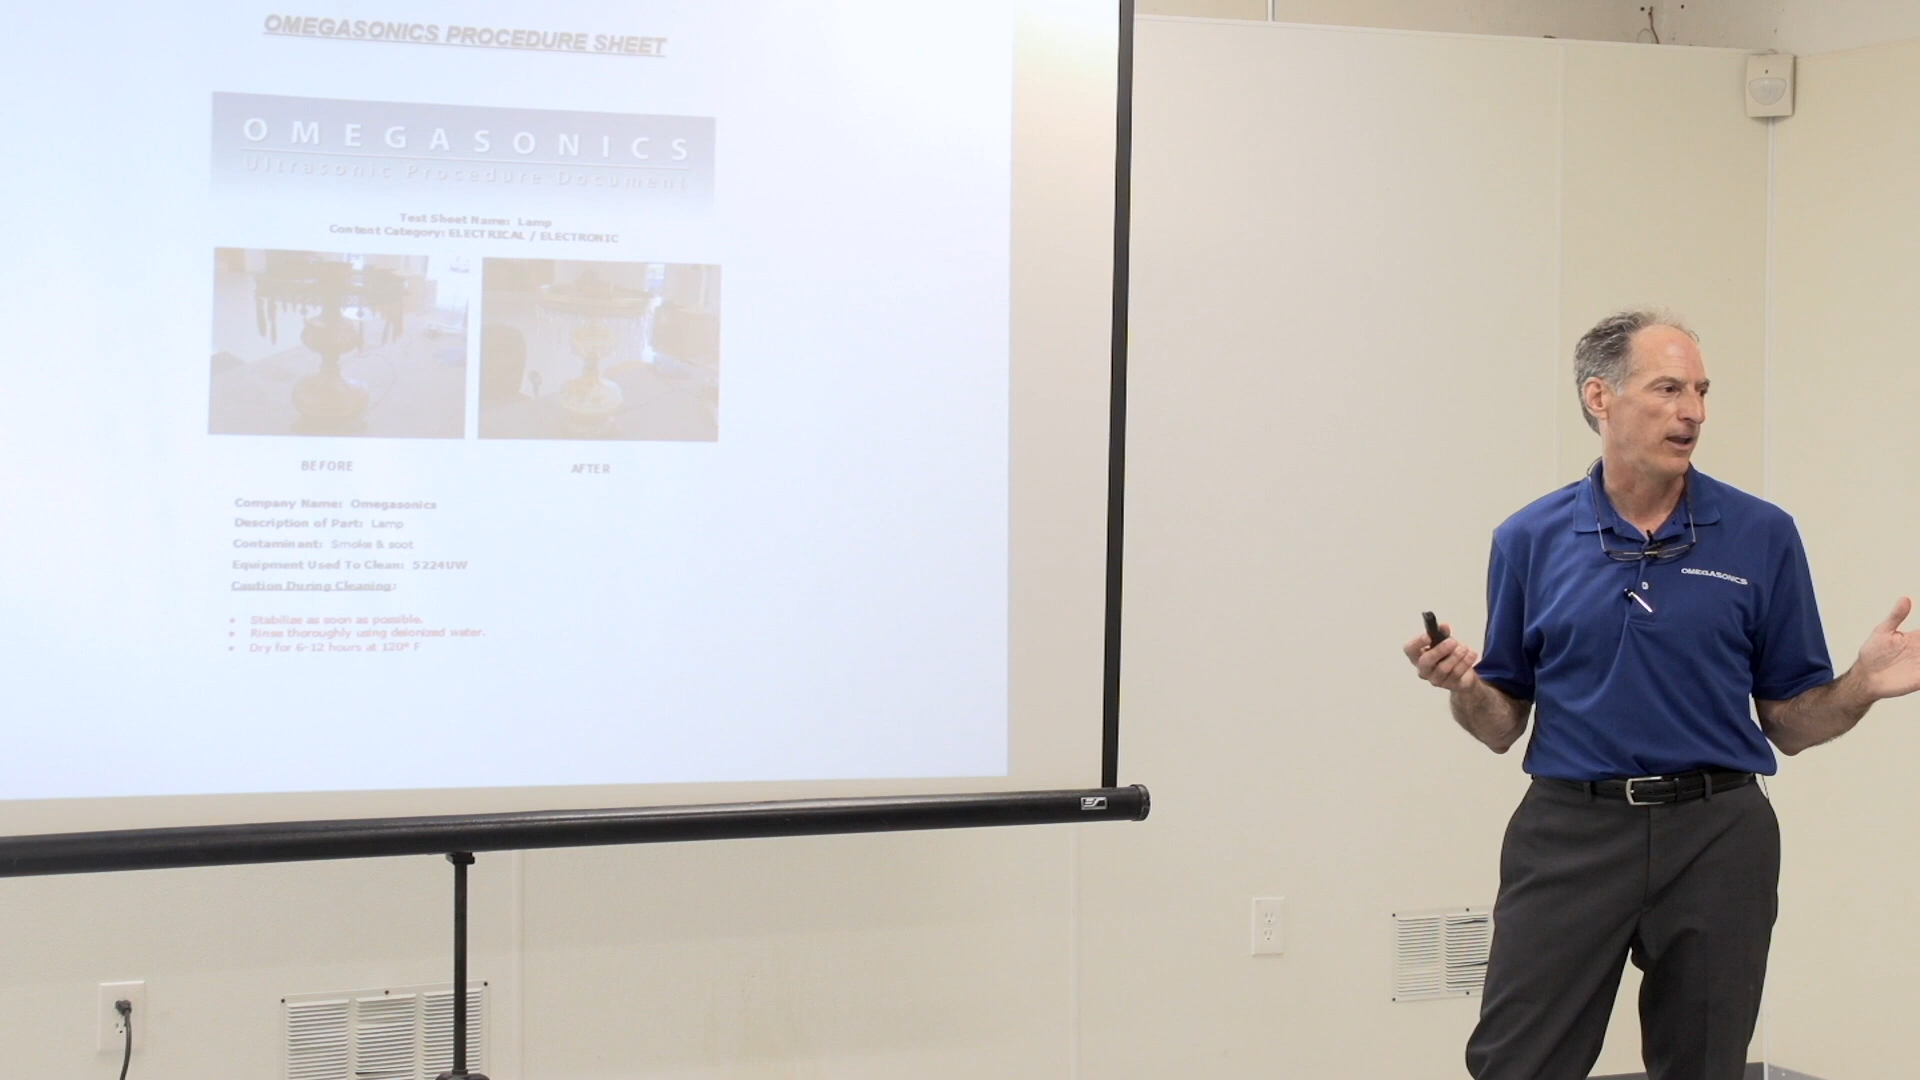 OMEGASONICS PROCEDURE SHEET
OMEGASONICS
Ultrasonic Procedure Document
Test Sheet Name: Lamp
Content Category: ELECTRICAL / ELECTRONIC
BEFORE
AFTER
Company Name: Omegasonics
Description of Part: Lamp
Contaminant: Smoke & soot
Equipment Used To Clean: 5224UW
Caution During Cleaning:
• Stabilize as soon as possible.
• Rinse thoroughly using deionized water.
• Dry for 6-12 hours at 120° F
OMEGASONICS
ES